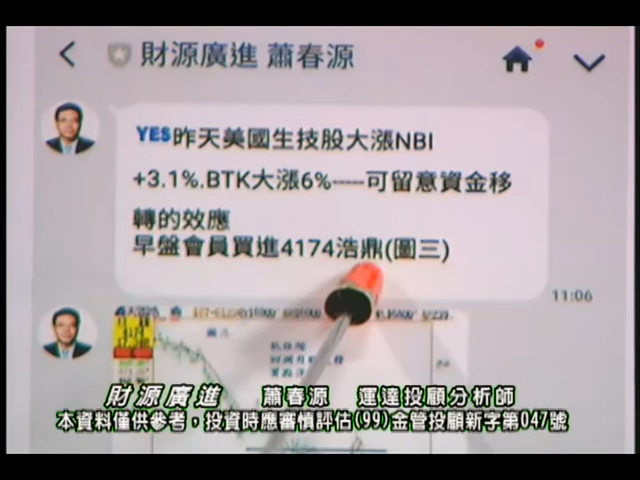 財源廣進 蕭春源
YES昨天美國生技股大漲NBI
+3.1%.BTK大漲6%-----可留意資金移
轉的效應
早盤會員買進4174浩鼎(圖三)
11:06
圖三
財源廣進 蕭春源 運達投顧分析師
本資料僅供參考，投資時應審慎評估(99)金管投顧新字第047號